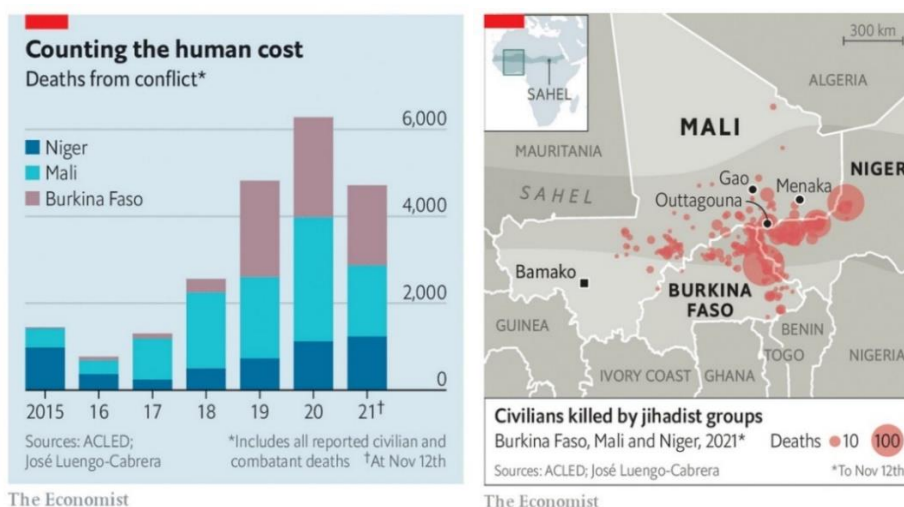 Counting the human cost
Deaths from conflict*
Niger
Mali
Burkina Faso
6,000
4,000
2,000
0
2015
16
17
18
19
20
21†
Sources: ACLED;
José Luengo-Cabrera
*Includes all reported civilian and
combatant deaths †At Nov 12th
The Economist
300 km
SAHEL
ALGERIA
MALI
MAURITANIA
NIGER
Gao
Menaka
SAHEL
Outtagouna
Bamako
BURKINA
FASO
GUINEA
BENIN
TOGO
NIGERIA
IVORY COAST
GHANA
Civilians killed by jihadist groups
Burkina Faso, Mali and Niger, 2021*
Deaths 10 100
Sources: ACLED; José Luengo-Cabrera
*To Nov 12th
The Economist